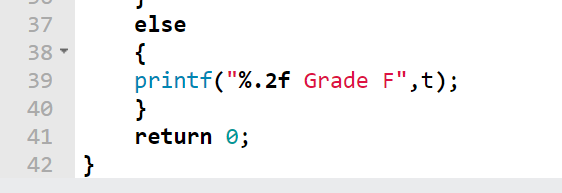 37 else
38 {
39 printf("%.2f Grade F",t);
40 }
41 return 0;
42 }